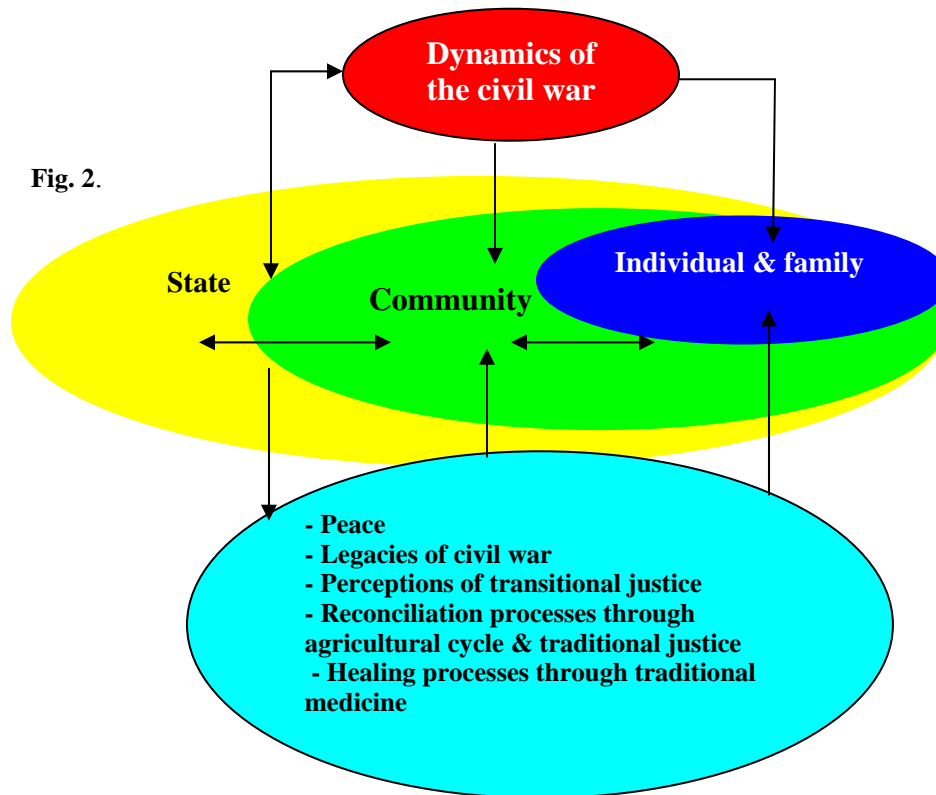 Dynamics of
the civil war
Fig. 2.
State
Community
Individual & family
- Peace
- Legacies of civil war
- Perceptions of transitional justice
- Reconciliation processes through
agricultural cycle & traditional justice
- Healing processes through traditional
medicine